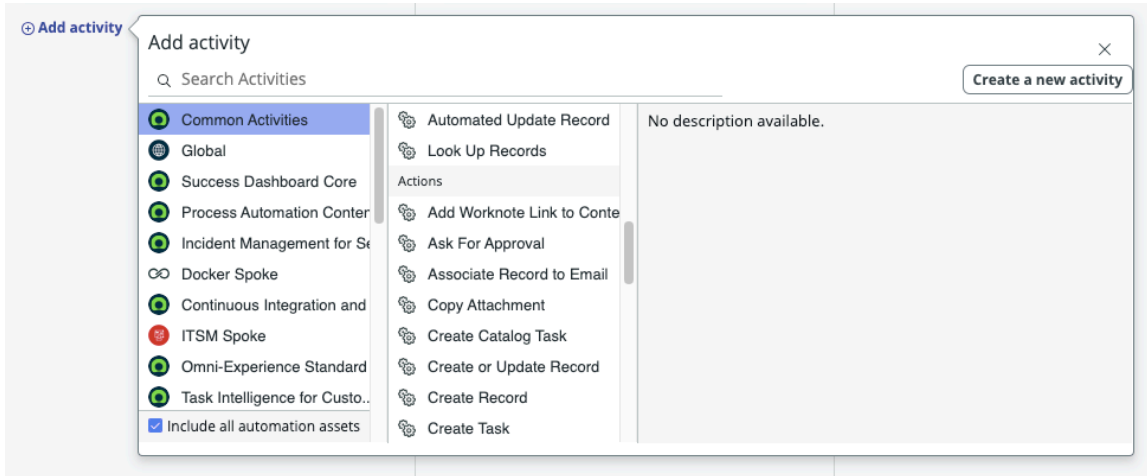 Add activity
Add activity
Search Activities
Create a new activity
Common Activities
Global
Success Dashboard Core
Process Automation Conter
Incident Management for Se
Docker Spoke
Continuous Integration and
ITSM Spoke
Omni-Experience Standard
Task Intelligence for Custo..
Include all automation assets
Automated Update Record
Look Up Records
Actions
Add Worknote Link to Conte
Ask For Approval
Associate Record to Email
Copy Attachment
Create Catalog Task
Create or Update Record
Create Record
Create Task
No description available.